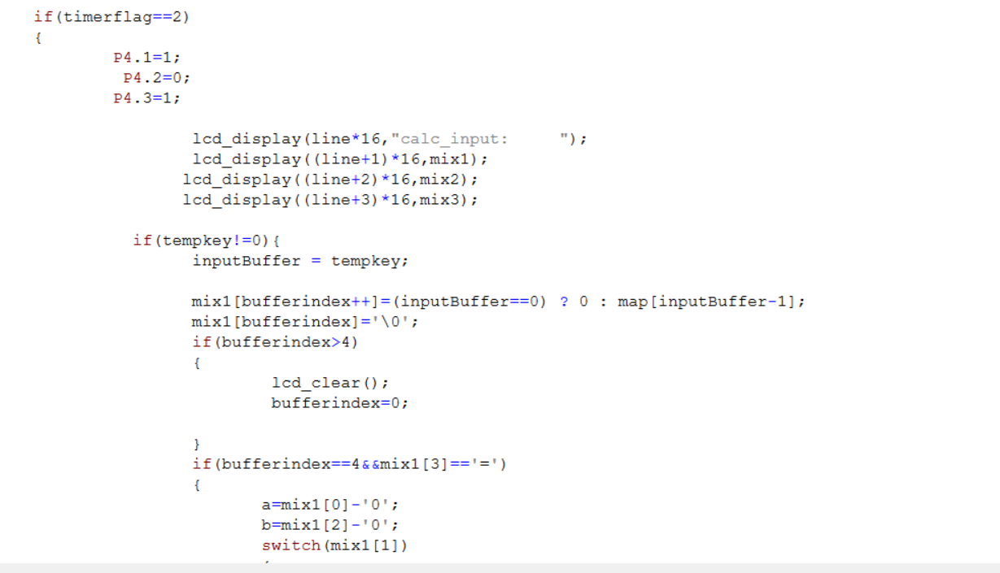 if(timerflag==2)
{
P4.1=1;
P4.2=0;
P4.3=1;
lcd_display(line*16,"calc_input:     ");
lcd_display((line+1)*16,mix1);
lcd_display((line+2)*16,mix2);
lcd_display((line+3)*16,mix3);
if(tempkey!=0){
inputBuffer = tempkey;
mix1[bufferindex++]=(inputBuffer==0) ? 0 : map[inputBuffer-1];
mix1[bufferindex]='\0';
if(bufferindex>4)
{
lcd_clear();
bufferindex=0;
}
if(bufferindex==4&&mix1[3]=='=')
{
a=mix1[0]-'0';
b=mix1[2]-'0';
switch(mix1[1])